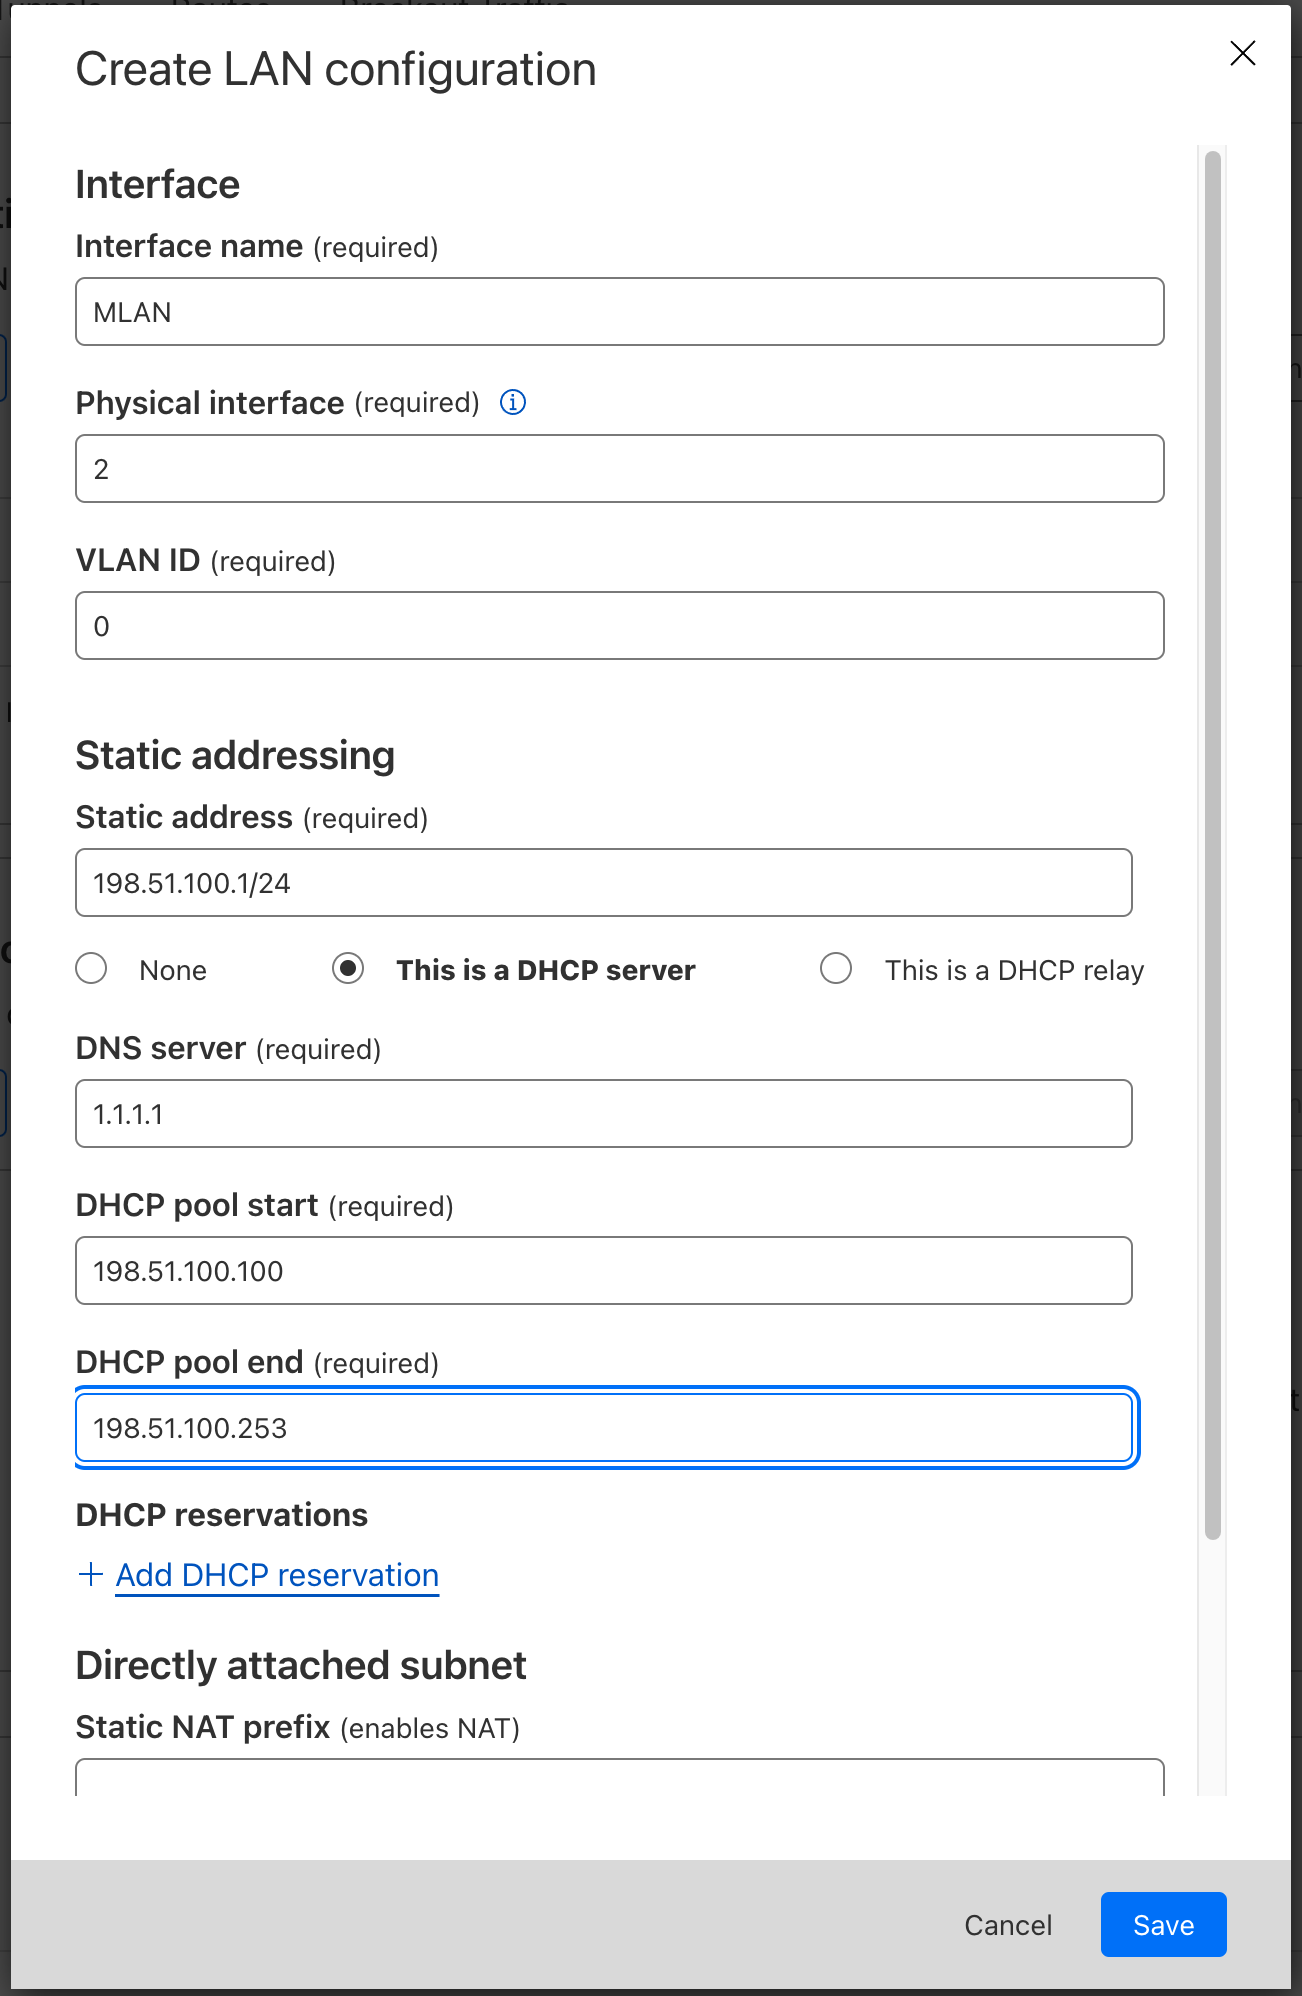 Create LAN configuration
Interface
Interface name (required)
MLAN
Physical interface (required)
2
VLAN ID (required)
0
Static addressing
Static address (required)
198.51.100.1/24
None This is a DHCP server This is a DHCP relay
DNS server (required)
1.1.1.1
DHCP pool start (required)
198.51.100.100
DHCP pool end (required)
198.51.100.253
DHCP reservations
+ Add DHCP reservation
Directly attached subnet
Static NAT prefix (enables NAT)
Cancel Save